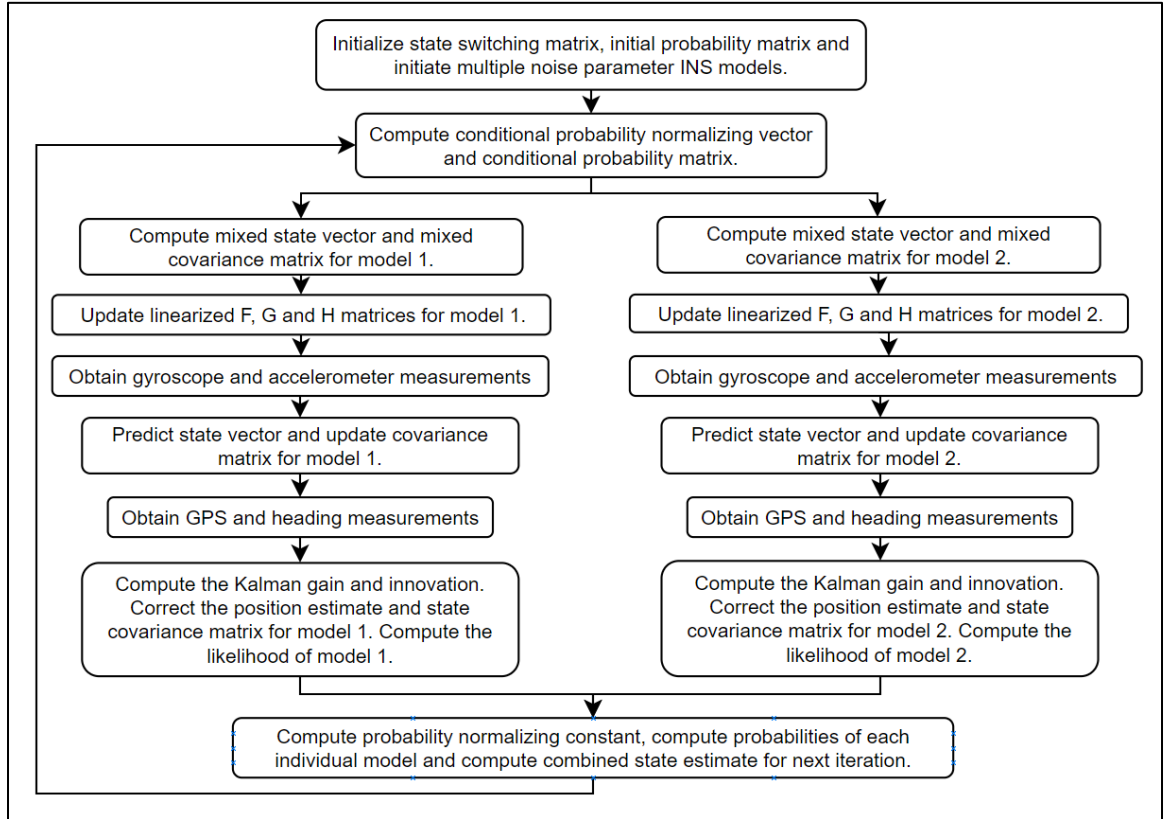 Initialize state switching matrix, initial probability matrix and
initiate multiple noise parameter INS models.
Compute conditional probability normalizing vector
and conditional probability matrix.
Compute mixed state vector and mixed
covariance matrix for model 1.
Update linearized F, G and H matrices for model 1.
Obtain gyroscope and accelerometer measurements
Predict state vector and update covariance
matrix for model 1.
Obtain GPS and heading measurements
Compute the Kalman gain and innovation.
Correct the position estimate and state
covariance matrix for model 1. Compute the
likelihood of model 1.
Compute mixed state vector and mixed
covariance matrix for model 2.
Update linearized F, G and H matrices for model 2.
Obtain gyroscope and accelerometer measurements
Predict state vector and update covariance
matrix for model 2.
Obtain GPS and heading measurements
Compute the Kalman gain and innovation.
Correct the position estimate and state
covariance matrix for model 2. Compute the
likelihood of model 2.
Compute probability normalizing constant, compute probabilities of each
individual model and compute combined state estimate for next iteration.